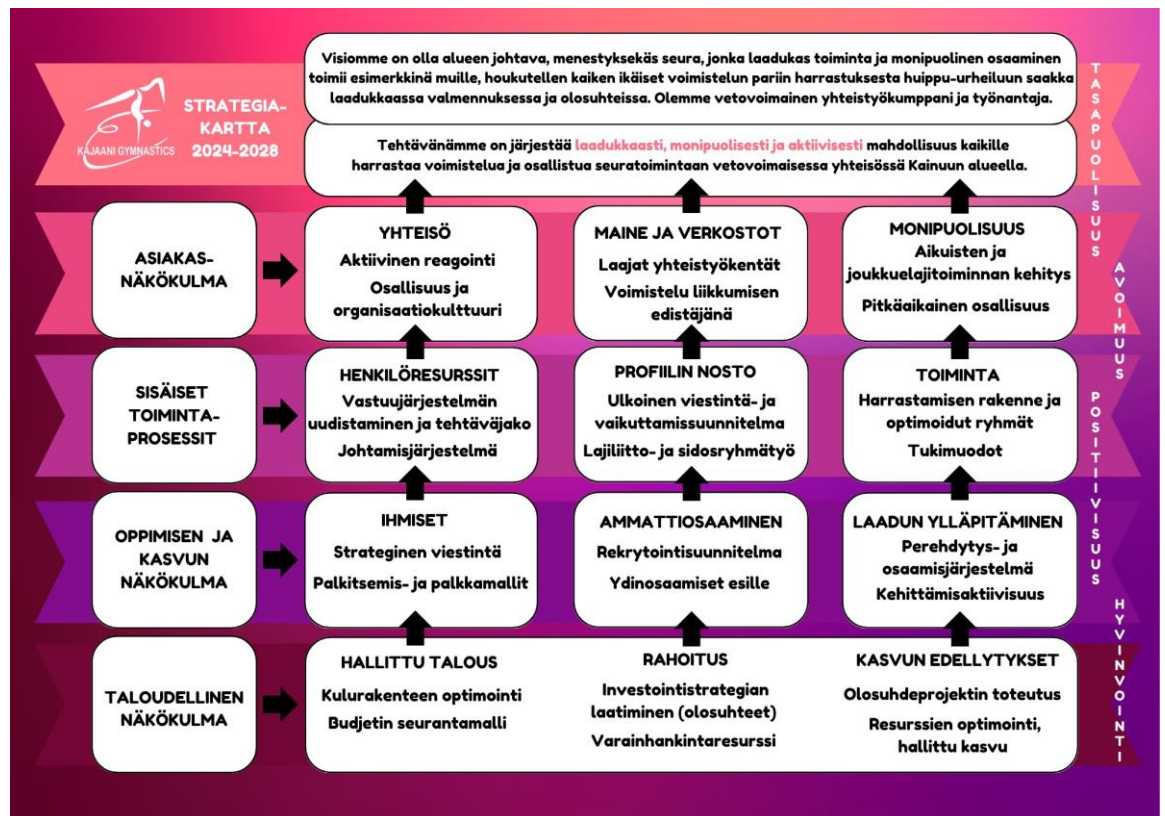 Visiomme on olla alueen johtava, menestyksekäs seura, jonka laadukas toiminta ja monipuolinen osaaminen
toimii esimerkkinä muille, houkutellen kaiken ikäiset voimistelun pariin harrastuksesta huippu-urheiluun saakka
laadukkaassa valmennuksessa ja olosuhteissa. Olemme vetovoimainen yhteistyökumppani ja työnantaja.
KAJAANI GYMNASTICS
STRATEGIA-
KARTTA
2024-2028
Tehtävänämme on järjestää laadukkaasti, monipuolisesti ja aktiivisesti mahdollisuus kaikille
harrastaa voimistelua ja osallistua seuratoimintaan vetovoimaisessa yhteisössä Kainuun alueella.
ASIAKAS-
NÄKÖKULMA
YHTEISÖ
Aktiivinen reagointi
Osallisuus ja
organisaatiokulttuuri
MAINE JA VERKOSTOT
Laajat yhteistyökentät
Voimistelu liikkumisen
edistäjänä
MONIPUOLISUUS
Aikuisten ja
joukkuelajitoiminnan kehitys
Pitkäaikainen osallisuus
SISÄISET
TOIMINTA-
PROSESSIT
HENKILÖRESURSSIT
Vastuujärjestelmän
uudistaminen ja tehtäväjako
Johtamisjärjestelmä
PROFIILIN NOSTO
Ulkoinen viestintä- ja
vaikuttamissuunnitelma
Lajiliitto- ja sidosryhmätyö
TOIMINTA
Harrastamisen rakenne ja
optimoidut ryhmät
Tukimuodot
OPPIMISEN JA
KASVUN
NÄKÖKULMA
IHMISET
Strateginen viestintä
Palkitsemis- ja palkkamallit
AMMATTIOSAAMINEN
Rekrytointisuunnitelma
Ydinosaamiset esille
LAADUN YLLÄPITÄMINEN
Perehdytys- ja
osaamisjärjestelmä
Kehittämisaktiivisuus
TALOUDELLINEN
NÄKÖKULMA
HALLITTU TALOUS
Kulurakenteen optimointi
Budjetin seurantamalli
RAHOITUS
Investointistrategian
laatiminen (olosuhteet)
Varainhankintaresurssi
KASVUN EDELLYTYKSET
Olosuhdeprojektin toteutus
Resurssien optimointi,
hallittu kasvu
TASAPUOLISUUS
AVOIMUUS
POSITIIVISUUS
HYVINVOINTI